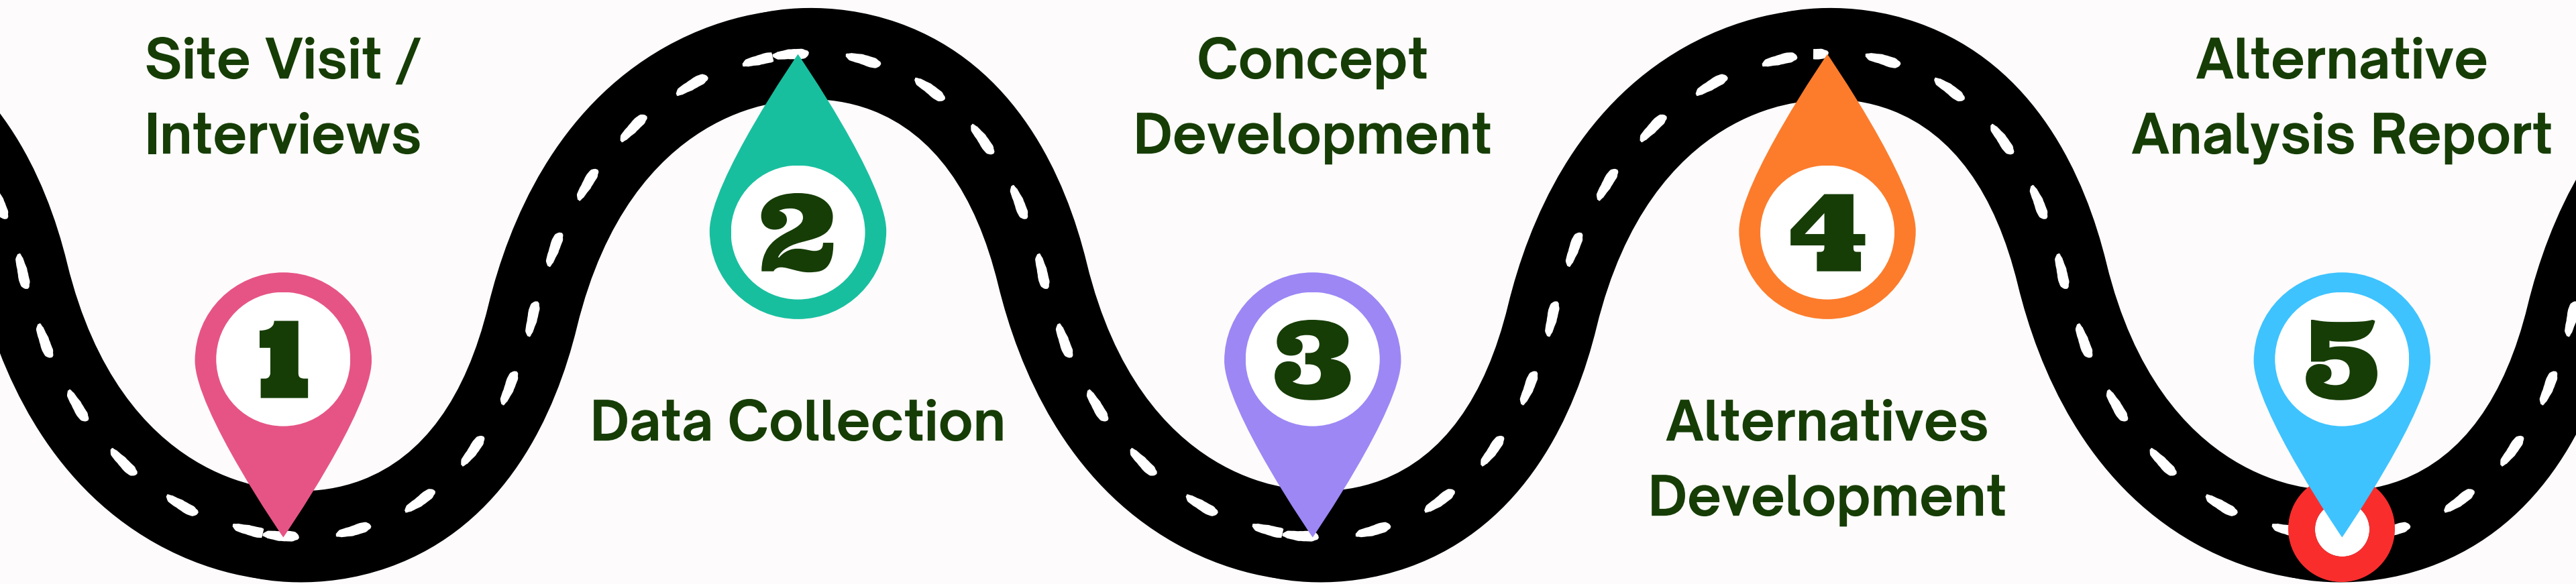 Site Visit /
Interviews
1
2
Data Collection
Concept
Development
3
4
Alternatives
Development
Alternative
Analysis Report
5